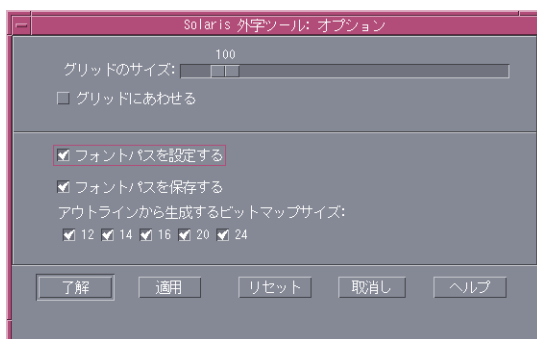 Solaris 外字ツール: オプション
100
グリッドのサイズ:
グリッドにあわせる
フォントパスを設定する
フォントパスを保存する
アウトラインから生成するビットマップサイズ:
12 14 16 20 24
了解 適用 リセット 取消し ヘルプ